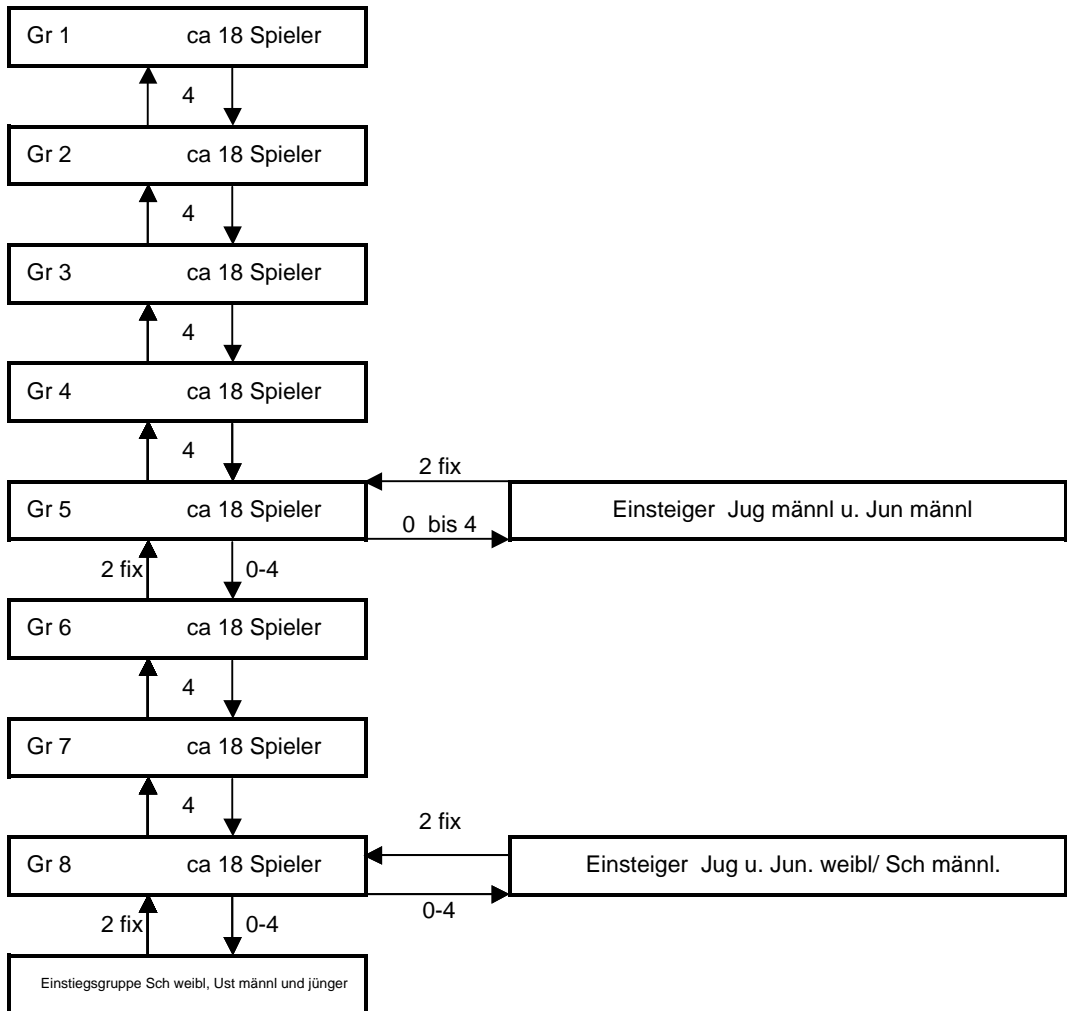 Gr 1 ca 18 Spieler
4
Gr 2 ca 18 Spieler
4
Gr 3 ca 18 Spieler
4
Gr 4 ca 18 Spieler
4
2 fix
Gr 5 ca 18 Spieler
Einsteiger Jug männl u. Jun männl
0 bis 4
2 fix 0-4
Gr 6 ca 18 Spieler
4
Gr 7 ca 18 Spieler
4
2 fix
Gr 8 ca 18 Spieler
Einsteiger Jug u. Jun. weibl/ Sch männl.
0-4
2 fix 0-4
Einstiegsgruppe Sch weibl, Ust männl und jünger